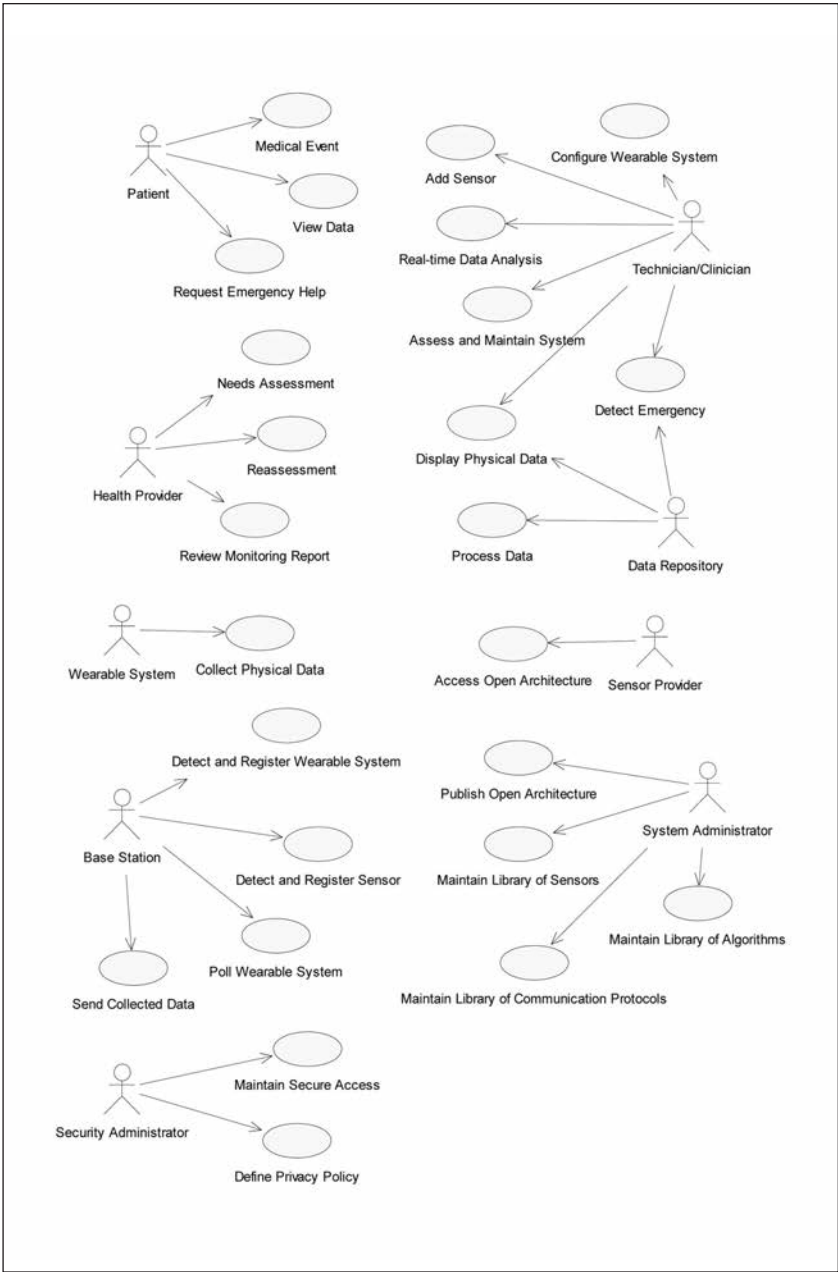 Medical Event
Patient
View Data
Request Emergency Help
Needs Assessment
Reassessment
Health Provider
Review Monitoring Report
Wearable System
Collect Physical Data
Detect and Register Wearable System
Base Station
Detect and Register Sensor
Poll Wearable System
Send Collected Data
Maintain Secure Access
Security Administrator
Define Privacy Policy
Configure Wearable System
Add Sensor
Real-time Data Analysis
Technician/Clinician
Assess and Maintain System
Detect Emergency
Display Physical Data
Process Data
Data Repository
Access Open Architecture
Sensor Provider
Publish Open Architecture
System Administrator
Maintain Library of Sensors
Maintain Library of Algorithms
Maintain Library of Communication Protocols